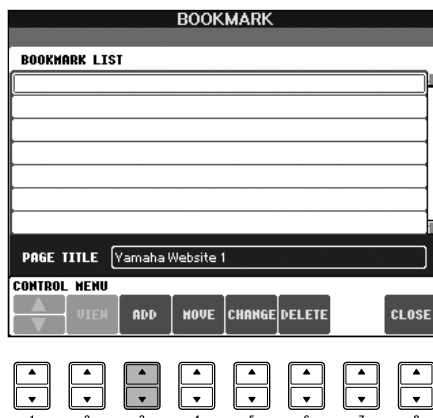 BOOKMARK
BOOKMARK LIST
PAGE TITLE Yamaha Website 1
CONTROL MENU
VIEW ADD MOVE CHANGE DELETE CLOSE
1 2 3 4 5 6 7 8